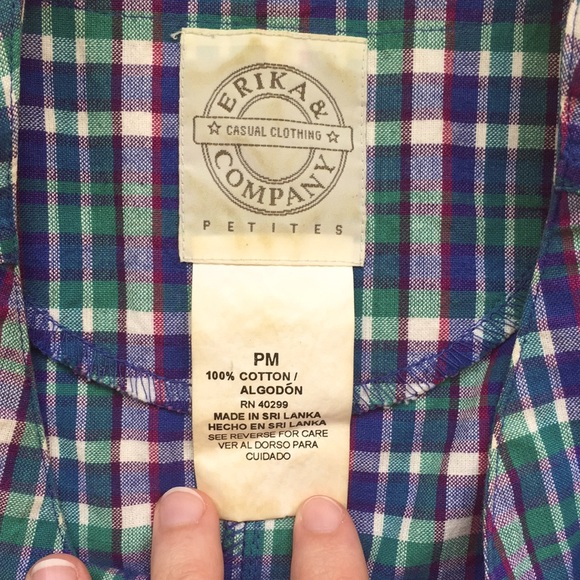 ERIKA &
☆ CASUAL CLOTHING ☆
COMPANY
PETITES
PM
100% COTTON/
ALGODÓN
RN 40299
MADE IN SRI LANKA
HECHO EN SRI LANKA
SEE REVERSE FOR CARE
VER AL DORSO PARA
CUIDADO